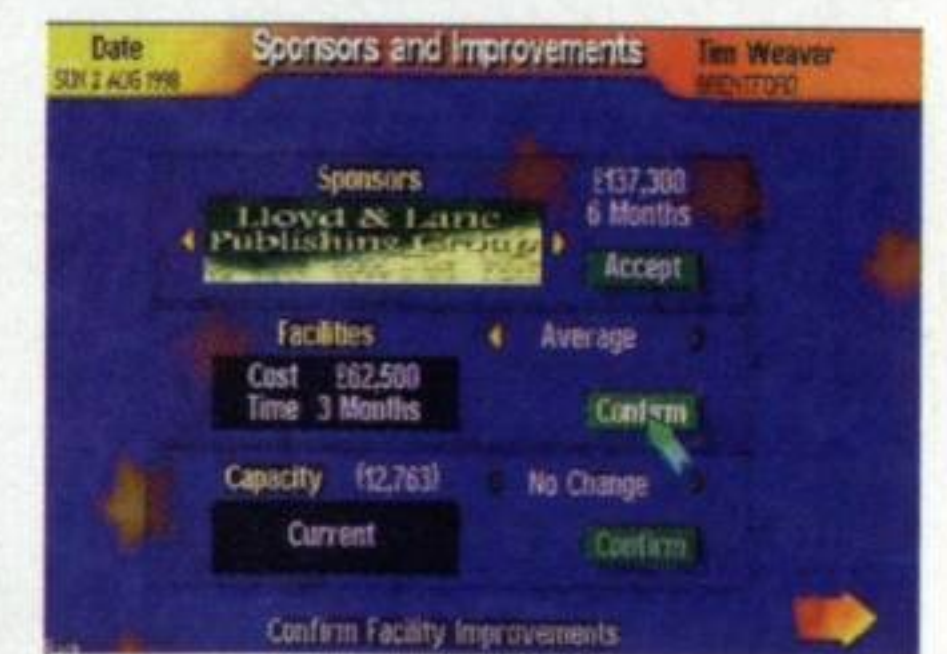 Date
SUN 2 AUG 1998
Sponsors and Improvements
Tim Weaver
BRENTFORD
Sponsors
Lloyd & Lane
Publishing Group
£137,300
6 Months
Accept
Facilities
Average
Cost £62,500
Time 3 Months
Confirm
Capacity (12,763)
No Change
Current
Confirm
Confirm Facility Improvements